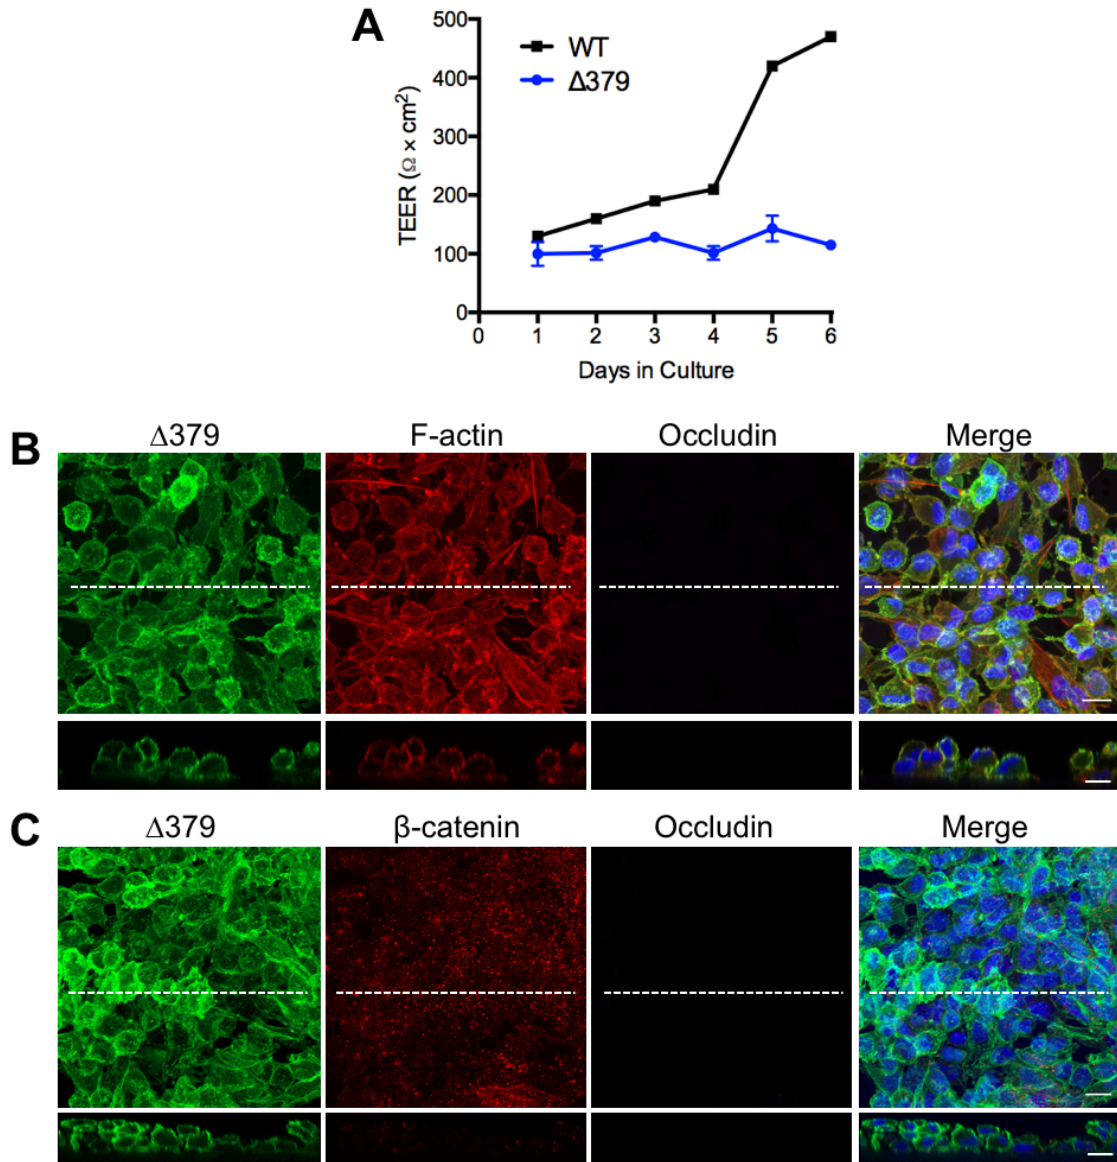 A
500
400
300
200
100
0
TEER (Ω × cm²)
WT
Δ379
0 1 2 3 4 5 6
Days in Culture
B
Δ379 F-actin Occludin Merge
C
Δ379 β-catenin Occludin Merge